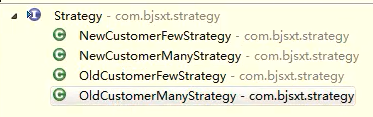 Strategy - com.bjsxt.strategy
NewCustomerFewStrategy - com.bjsxt.strategy
NewCustomerManyStrategy - com.bjsxt.strategy
OldCustomerFewStrategy - com.bjsxt.strategy
OldCustomerManyStrategy - com.bjsxt.strategy